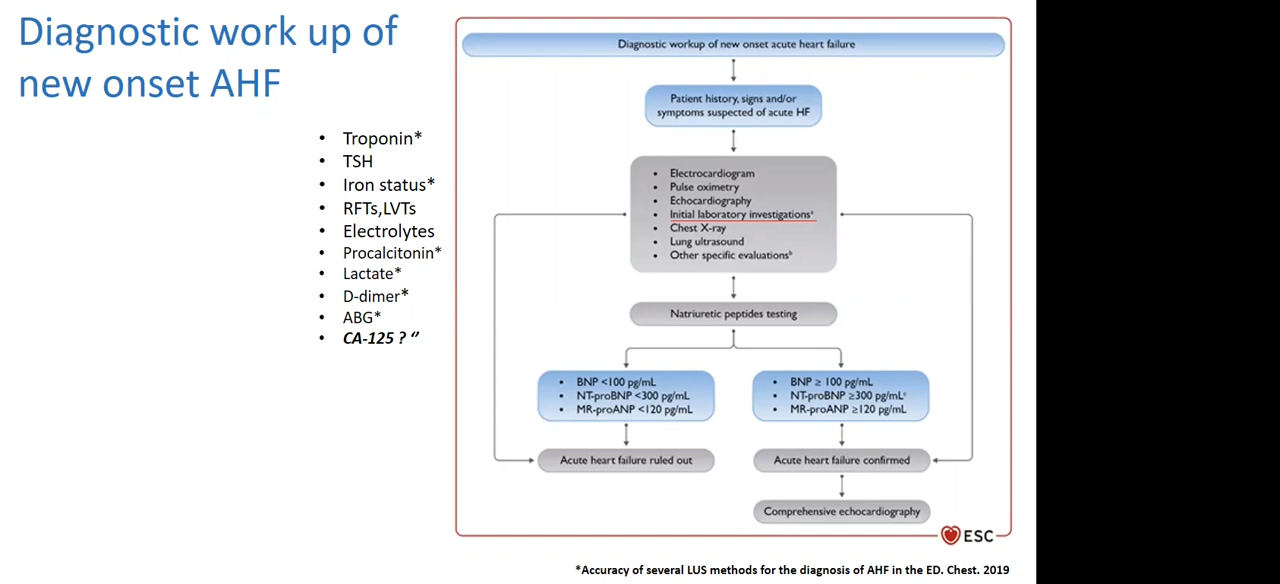 Diagnostic work up of
new onset AHF
• Troponin*
• TSH
• Iron status*
• RFTs,LVTs
• Electrolytes
• Procalcitonin*
• Lactate*
• D-dimer*
• ABG*
• CA-125 ? “
Diagnostic workup of new onset acute heart failure
Patient history, signs and/or
symptoms suspected of acute HF
• Electrocardiogram
• Pulse oximetry
• Echocardiography
• Initial laboratory investigationsᵃ
• Chest X-ray
• Lung ultrasound
• Other specific evaluationsᵇ
Natriuretic peptides testing
• BNP <100 pg/mL
• NT-proBNP <300 pg/mL
• MR-proANP <120 pg/mL
• BNP ≥ 100 pg/mL
• NT-proBNP ≥300 pg/mLᶜ
• MR-proANP ≥120 pg/mL
Acute heart failure ruled out
Acute heart failure confirmed
Comprehensive echocardiography
ESC
*Accuracy of several LUS methods for the diagnosis of AHF in the ED. Chest. 2019